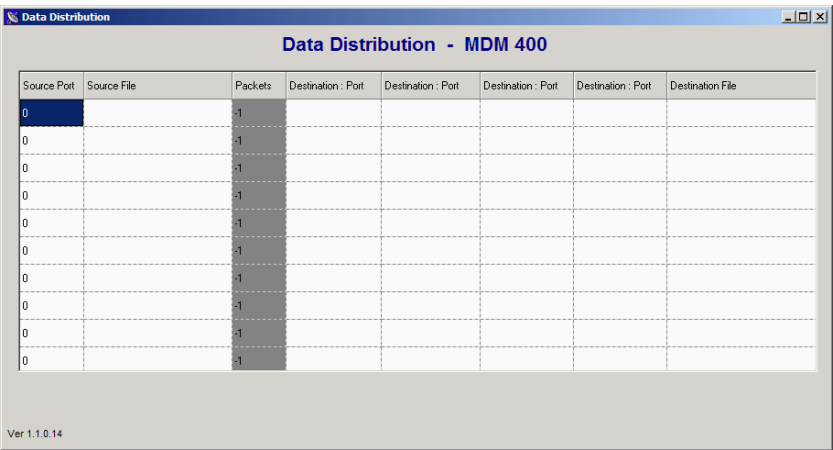 Data Distribution
Data Distribution - MDM 400
Source Port Source File Packets Destination : Port Destination : Port Destination : Port Destination : Port Destination File
0 -1
0 -1
0 -1
0 -1
0 -1
0 -1
0 -1
0 -1
0 -1
0 -1
Ver 1.1.0.14